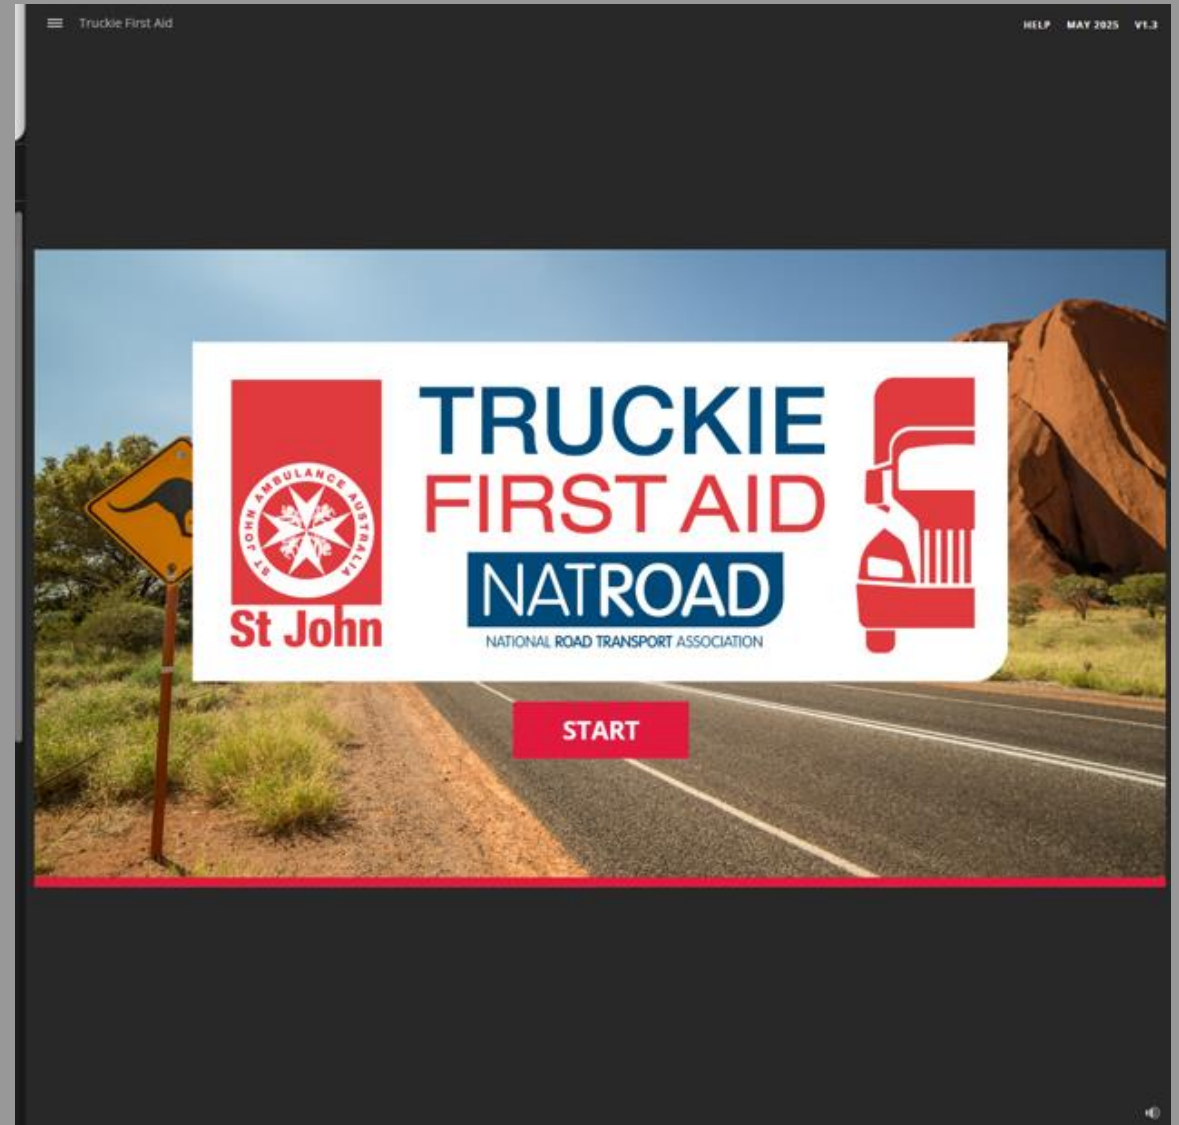 Truckie First Aid
HELP MAY 2025 V1.3
TRUCKIE
FIRST AID
NATROAD
NATIONAL ROAD TRANSPORT ASSOCIATION
ST JOHN AMBULANCE AUSTRALIA
St John
START